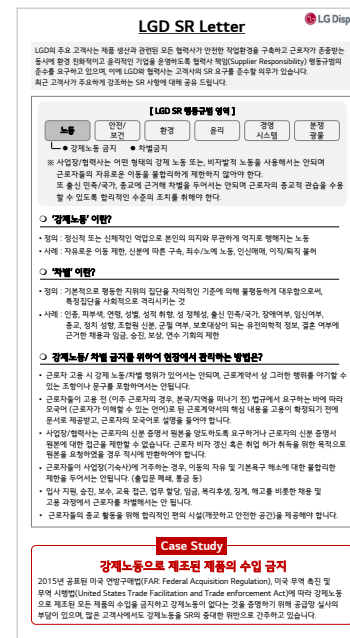 LGD SR Letter
LG Disp
LGD의 주요 고객사는 제품 생산과 관련된 모든 협력사가 안전한 작업환경을 구축하고 근로자가 존중받는
동시에 환경 친화적이고 윤리적인 기업을 운영하도록 협력사 책임(Supplier Responsibility) 행동규범의
준수를 요구하고 있으며, 이에 LGD와 협력사는 고객사의 SR 요구를 준수할 의무가 있습니다.
최근 고객사가 주요하게 강조하는 SR 사항에 대해 공유 드립니다.
[ LGD SR 행동규범 영역 ]
노동
안전/
보건
환경
윤리
경영
시스템
분쟁
광물
● 강제노동 금지 ● 차별금지
※ 사업장/협력사는 어떤 형태의 강제 노동 또는, 비자발적 노동을 사용해서는 안되며
근로자들의 자유로운 이동을 불합리하게 제한하지 않아야 한다.
또 출신 민족/국가, 종교에 근거해 차별을 두어서는 안되며 근로자의 종교적 관습을 수용
할 수 있도록 합리적인 수준의 조치를 취해야 한다.
❍ '강제노동' 이란?
• 정의 : 정신적 또는 신체적인 억압으로 본인의 의지와 무관하게 억지로 행해지는 노동
• 사례 : 자유로운 이동 제한, 신분에 따른 구속, 죄수/노예 노동, 인신매매, 이직/퇴직 불허
❍ '차별' 이란?
• 정의 : 기본적으로 평등한 지위의 집단을 자의적인 기준에 의해 불평등하게 대우함으로써,
특정집단을 사회적으로 격리시키는 것
• 사례 : 인종, 피부색, 연령, 성별, 성적 취향, 성 정체성, 출신 민족/국가, 장애여부, 임신여부,
종교, 정치 성향, 조합원 신분, 군필 여부, 보호대상이 되는 유전의학적 정보, 결혼 여부에
근거한 채용과 임금, 승진, 보상, 연수 기회의 제한
❍ 강제노동/ 차별 금지를 위하여 현장에서 관리하는 방법은?
• 근로자 고용 시 강제 노동/차별 행위가 있어서는 안되며, 근로계약서 상 그러한 행위를 야기할 수
있는 조항이나 문구를 포함하여서는 안됩니다.
• 근로자들이 고용 전 (이주 근로자의 경우, 본국/지역을 떠나기 전) 법규에서 요구하는 바에 따라
모국어 (근로자가 이해할 수 있는 언어)로 된 근로계약서의 핵심 내용을 고용이 확정되기 전에
문서로 제공받고, 근로자의 모국어로 설명을 들어야 합니다.
• 사업장/협력사는 근로자의 신분 증명서 원본을 양도하도록 요구하거나 근로자의 신분 증명서
원본에 대한 접근을 제한할 수 없습니다. 근로자 비자 갱신 혹은 취업 허가 취득을 위한 목적으로
원본을 요청하였을 경우 적시에 반환하여야 합니다.
• 근로자들이 사업장(기숙사)에 거주하는 경우, 이동의 자유 및 기본욕구 해소에 대한 불합리한
제한을 두어서는 안됩니다. (출입문 폐쇄, 통금 등)
• 입사 지원, 승진, 보수, 교육 접근, 업무 할당, 임금, 복리후생, 징계, 해고를 비롯한 채용 및
고용 과정에서 근로자를 차별해서는 안 됩니다.
• 근로자들의 종교 활동을 위해 합리적인 편의 시설(깨끗하고 안전한 공간)을 제공해야 합니다.
Case Study
강제노동으로 제조된 제품의 수입 금지
2015년 공표된 미국 연방구매법(FAR: Federal Acquisition Regulation), 미국 무역 촉진 및
무역 시행법(United States Trade Facilitation and Trade enforcement Act)에 따라 강제노동
으로 제조된 모든 제품의 수입을 금지하고 강제노동이 없다는 것을 증명하기 위해 공급망 실사의
부담이 있으며, 많은 고객사에서도 강제노동을 SR의 중대한 위반으로 간주하고 있습니다.